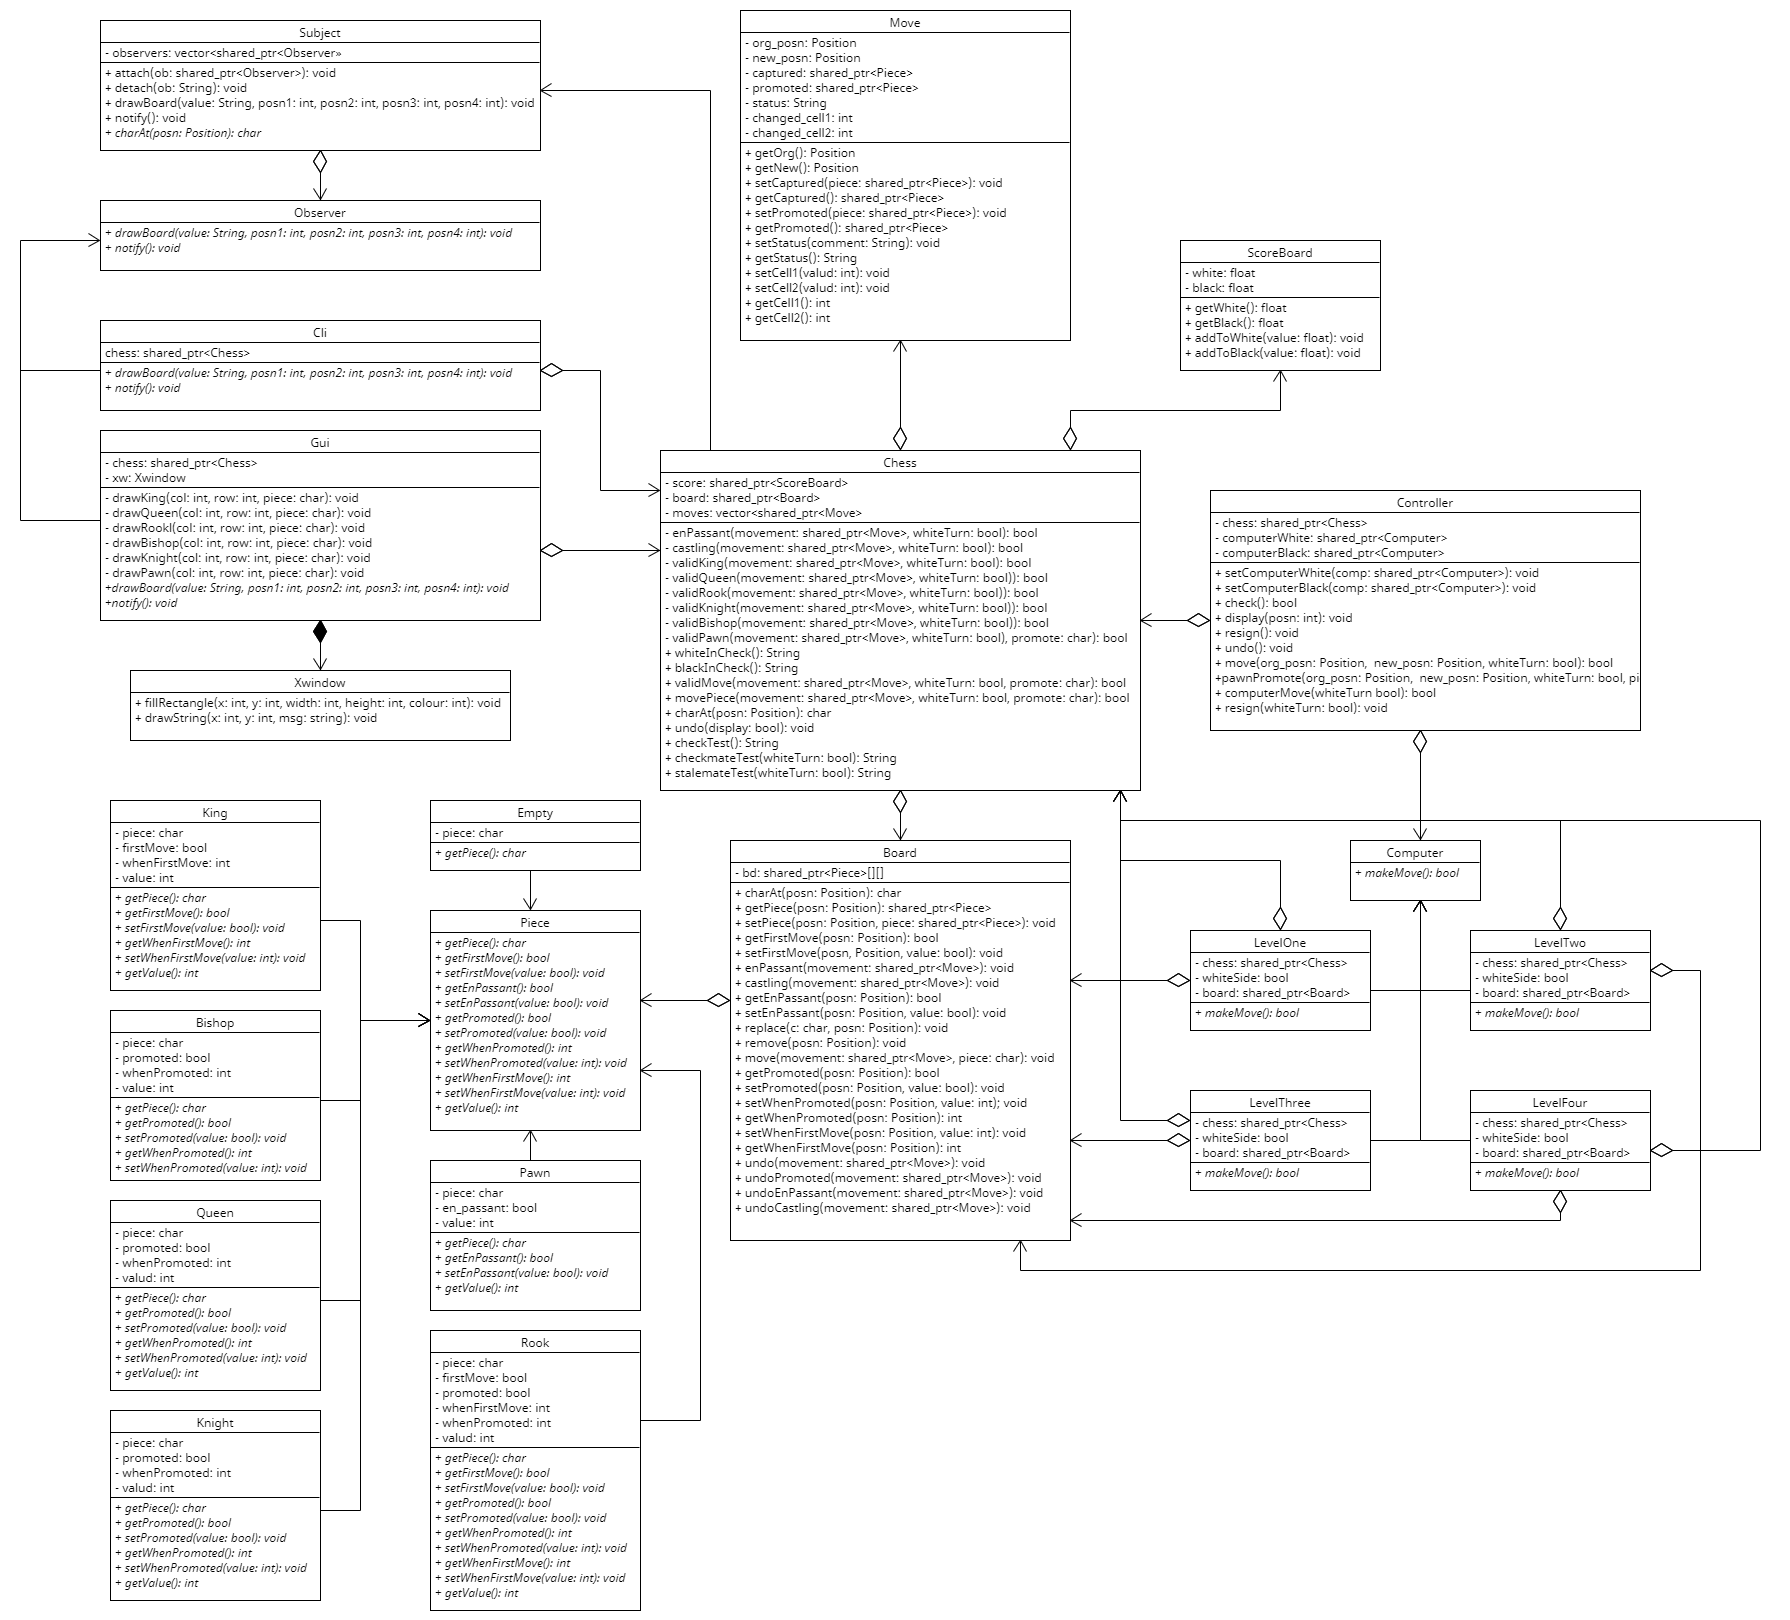 Subject
- observers: vector<shared_ptr<Observer»
+ attach(ob: shared_ptr<Observer>): void
+ detach(ob: String): void
+ drawBoard(value: String, posn1: int, posn2: int, posn3: int, posn4: int): void
+ notify(): void
+ charAt(posn: Position): char
Observer
+ drawBoard(value: String, posn1: int, posn2: int, posn3: int, posn4: int): void
+ notify(): void
Cli
chess: shared_ptr<Chess>
+ drawBoard(value: String, posn1: int, posn2: int, posn3: int, posn4: int): void
+ notify(): void
Gui
- chess: shared_ptr<Chess>
- xw: Xwindow
- drawKing(col: int, row: int, piece: char): void
- drawQueen(col: int, row: int, piece: char): void
- drawRookl(col: int, row: int, piece: char): void
- drawBishop(col: int, row: int, piece: char): void
- drawKnight(col: int, row: int, piece: char): void
- drawPawn(col: int, row: int, piece: char): void
+drawBoard(value: String, posn1: int, posn2: int, posn3: int, posn4: int): void
+notify(): void
Xwindow
+ fillRectangle(x: int, y: int, width: int, height: int, colour: int): void
+ drawString(x: int, y: int, msg: string): void
Move
- org_posn: Position
- new_posn: Position
- captured: shared_ptr<Piece>
- promoted: shared_ptr<Piece>
- status: String
- changed_cell1: int
- changed_cell2: int
+ getOrg(): Position
+ getNew(): Position
+ setCaptured(piece: shared_ptr<Piece>): void
+ getCaptured(): shared_ptr<Piece>
+ setPromoted(piece: shared_ptr<Piece>): void
+ getPromoted(): shared_ptr<Piece>
+ setStatus(comment: String): void
+ getStatus(): String
+ setCell1(valud: int): void
+ setCell2(valud: int): void
+ getCell1(): int
+ getCell2(): int
ScoreBoard
- white: float
- black: float
+ getWhite(): float
+ getBlack(): float
+ addToWhite(value: float): void
+ addToBlack(value: float): void
Chess
- score: shared_ptr<ScoreBoard>
- board: shared_ptr<Board>
- moves: vector<shared_ptr<Move>
- enPassant(movement: shared_ptr<Move>, whiteTurn: bool): bool
- castling(movement: shared_ptr<Move>, whiteTurn: bool): bool
- validKing(movement: shared_ptr<Move>, whiteTurn: bool): bool
- validQueen(movement: shared_ptr<Move>, whiteTurn: bool)): bool
- validRook(movement: shared_ptr<Move>, whiteTurn: bool)): bool
- validKnight(movement: shared_ptr<Move>, whiteTurn: bool)): bool
- validBishop(movement: shared_ptr<Move>, whiteTurn: bool)): bool
- validPawn(movement: shared_ptr<Move>, whiteTurn: bool), promote: char): bool
+ whiteInCheck(): String
+ blackInCheck(): String
+ validMove(movement: shared_ptr<Move>, whiteTurn: bool, promote: char): bool
+ movePiece(movement: shared_ptr<Move>, whiteTurn: bool, promote: char): bool
+ charAt(posn: Position): char
+ undo(display: bool): void
+ checkTest(): String
+ checkmateTest(whiteTurn: bool): String
+ stalemateTest(whiteTurn: bool): String
Controller
- chess: shared_ptr<Chess>
- computerWhite: shared_ptr<Computer>
- computerBlack: shared_ptr<Computer>
+ setComputerWhite(comp: shared_ptr<Computer>): void
+ setComputerBlack(comp: shared_ptr<Computer>): void
+ check(): bool
+ display(posn: int): void
+ resign(): void
+ undo(): void
+ move(org_posn: Position, new_posn: Position, whiteTurn: bool): bool
+pawnPromote(org_posn: Position, new_posn: Position, whiteTurn: bool, pi
+ computerMove(whiteTurn bool): bool
+ resign(whiteTurn: bool): void
King
- piece: char
- firstMove: bool
- whenFirstMove: int
- value: int
+ getPiece(): char
+ getFirstMove(): bool
+ setFirstMove(value: bool): void
+ getWhenFirstMove(): int
+ setWhenFirstMove(value: int): void
+ getValue(): int
Bishop
- piece: char
- promoted: bool
- whenPromoted: int
- value: int
+ getPiece(): char
+ getPromoted(): bool
+ setPromoted(value: bool): void
+ getWhenPromoted(): int
+ setWhenPromoted(value: int): void
Queen
- piece: char
- promoted: bool
- whenPromoted: int
- valud: int
+ getPiece(): char
+ getPromoted(): bool
+ setPromoted(value: bool): void
+ getWhenPromoted(): int
+ setWhenPromoted(value: int): void
+ getValue(): int
Knight
- piece: char
- promoted: bool
- whenPromoted: int
- valud: int
+ getPiece(): char
+ getPromoted(): bool
+ setPromoted(value: bool): void
+ getWhenPromoted(): int
+ setWhenPromoted(value: int): void
+ getValue(): int
Empty
- piece: char
+ getPiece(): char
Piece
+ getPiece(): char
+ getFirstMove(): bool
+ setFirstMove(value: bool): void
+ getEnPassant(): bool
+ setEnPassant(value: bool): void
+ getPromoted(): bool
+ setPromoted(value: bool): void
+ getWhenPromoted(): int
+ setWhenPromoted(value: int): void
+ getWhenFirstMove(): int
+ setWhenFirstMove(value: int): void
+ getValue(): int
Pawn
- piece: char
- en_passant: bool
- value: int
+ getPiece(): char
+ getEnPassant(): bool
+ setEnPassant(value: bool): void
+ getValue(): int
Rook
- piece: char
- firstMove: bool
- promoted: bool
- whenFirstMove: int
- whenPromoted: int
- valud: int
+ getPiece(): char
+ getFirstMove(): bool
+ setFirstMove(value: bool): void
+ getPromoted(): bool
+ setPromoted(value: bool): void
+ getWhenPromoted(): int
+ setWhenPromoted(value: int): void
+ getWhenFirstMove(): int
+ setWhenFirstMove(value: int): void
+ getValue(): int
Board
- bd: shared_ptr<Piece>[][]
+ charAt(posn: Position): char
+ getPiece(posn: Position): shared_ptr<Piece>
+ setPiece(posn: Position, piece: shared_ptr<Piece>): void
+ getFirstMove(posn: Position): bool
+ setFirstMove(posn, Position, value: bool): void
+ enPassant(movement: shared_ptr<Move>): void
+ castling(movement: shared_ptr<Move>): void
+ getEnPassant(posn: Position): bool
+ setEnPassant(posn: Position, value: bool): void
+ replace(c: char, posn: Position): void
+ remove(posn: Position): void
+ move(movement: shared_ptr<Move>, piece: char): void
+ getPromoted(posn: Position): bool
+ setPromoted(posn: Position, value: bool): void
+ setWhenPromoted(posn: Position, value: int); void
+ getWhenPromoted(posn: Position): int
+ setWhenFirstMove(posn: Position, value: int): void
+ getWhenFirstMove(posn: Position): int
+ undo(movement: shared_ptr<Move>): void
+ undoPromoted(movement: shared_ptr<Move>): void
+ undoEnPassant(movement: shared_ptr<Move>): void
+ undoCastling(movement: shared_ptr<Move>): void
Computer
+ makeMove(): bool
LevelOne
- chess: shared_ptr<Chess>
- whiteSide: bool
- board: shared_ptr<Board>
+ makeMove(): bool
LevelTwo
- chess: shared_ptr<Chess>
- whiteSide: bool
- board: shared_ptr<Board>
+ makeMove(): bool
LevelThree
- chess: shared_ptr<Chess>
- whiteSide: bool
- board: shared_ptr<Board>
+ makeMove(): bool
LevelFour
- chess: shared_ptr<Chess>
- whiteSide: bool
- board: shared_ptr<Board>
+ makeMove(): bool